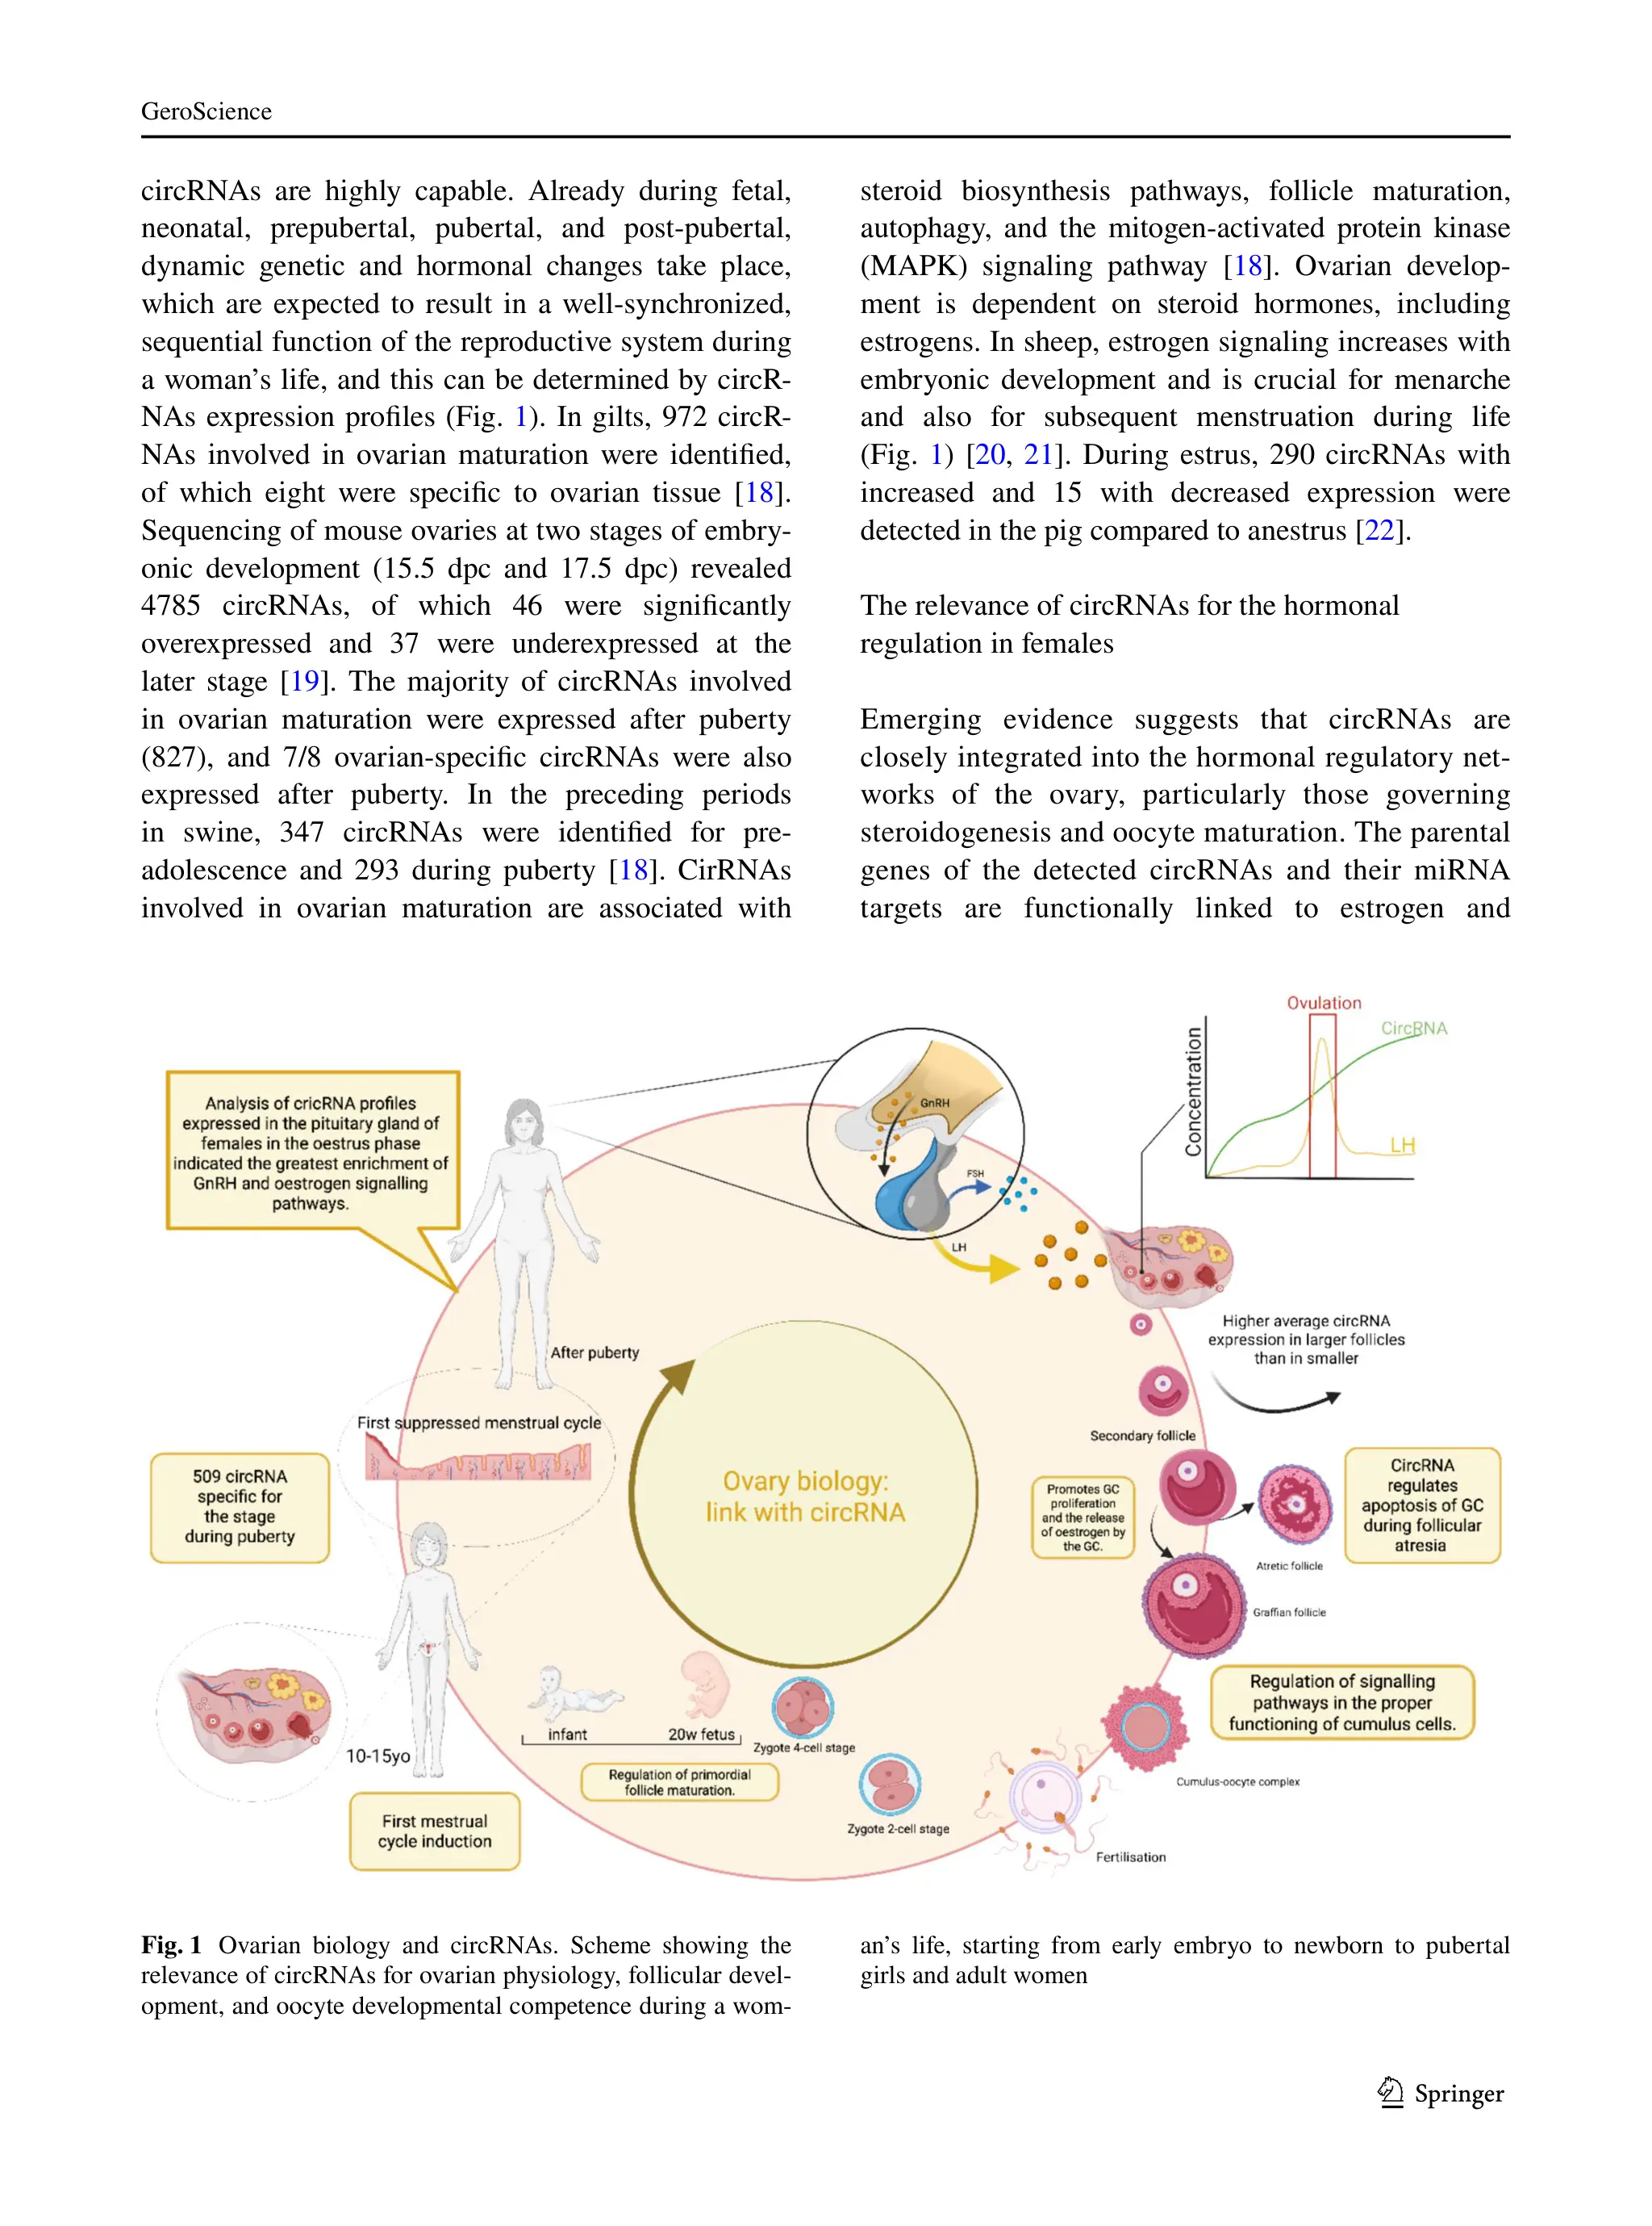 GeroScience
circRNAs are highly capable. Already during fetal,
neonatal, prepubertal, pubertal, and post-pubertal,
dynamic genetic and hormonal changes take place,
which are expected to result in a well-synchronized,
sequential function of the reproductive system during
a woman’s life, and this can be determined by circR-
NAs expression profiles (Fig. 1). In gilts, 972 circR-
NAs involved in ovarian maturation were identified,
of which eight were specific to ovarian tissue [18].
Sequencing of mouse ovaries at two stages of embry-
onic development (15.5 dpc and 17.5 dpc) revealed
4785 circRNAs, of which 46 were significantly
overexpressed and 37 were underexpressed at the
later stage [19]. The majority of circRNAs involved
in ovarian maturation were expressed after puberty
(827), and 7/8 ovarian-specific circRNAs were also
expressed after puberty. In the preceding periods
in swine, 347 circRNAs were identified for pre-
adolescence and 293 during puberty [18]. CirRNAs
involved in ovarian maturation are associated with
steroid biosynthesis pathways, follicle maturation,
autophagy, and the mitogen-activated protein kinase
(MAPK) signaling pathway [18]. Ovarian develop-
ment is dependent on steroid hormones, including
estrogens. In sheep, estrogen signaling increases with
embryonic development and is crucial for menarche
and also for subsequent menstruation during life
(Fig. 1) [20, 21]. During estrus, 290 circRNAs with
increased and 15 with decreased expression were
detected in the pig compared to anestrus [22].
The relevance of circRNAs for the hormonal
regulation in females
Emerging evidence suggests that circRNAs are
closely integrated into the hormonal regulatory net-
works of the ovary, particularly those governing
steroidogenesis and oocyte maturation. The parental
genes of the detected circRNAs and their miRNA
targets are functionally linked to estrogen and
Ovulation
CircRNA
Concentration
LH
Analysis of cricRNA profiles
expressed in the pituitary gland of
females in the oestrus phase
indicated the greatest enrichment of
GnRH and oestrogen signalling
pathways.
GnRH
FSH
LH
Higher average circRNA
expression in larger follicles
than in smaller
After puberty
First suppressed menstrual cycle
Secondary follicle
509 circRNA
specific for
the stage
during puberty
Ovary biology:
link with circRNA
Promotes GC
proliferation
and the release
of oestrogen by
the GC.
CircRNA
regulates
apoptosis of GC
during follicular
atresia
Atretic follicle
Graffian follicle
Regulation of signalling
pathways in the proper
functioning of cumulus cells.
infant
20w fetus
Zygote 4-cell stage
10-15yo
Regulation of primordial
follicle maturation.
Cumulus-oocyte complex
First mestrual
cycle induction
Zygote 2-cell stage
Fertilisation
Fig. 1 Ovarian biology and circRNAs. Scheme showing the
relevance of circRNAs for ovarian physiology, follicular devel-
opment, and oocyte developmental competence during a wom-
an’s life, starting from early embryo to newborn to pubertal
girls and adult women
Springer